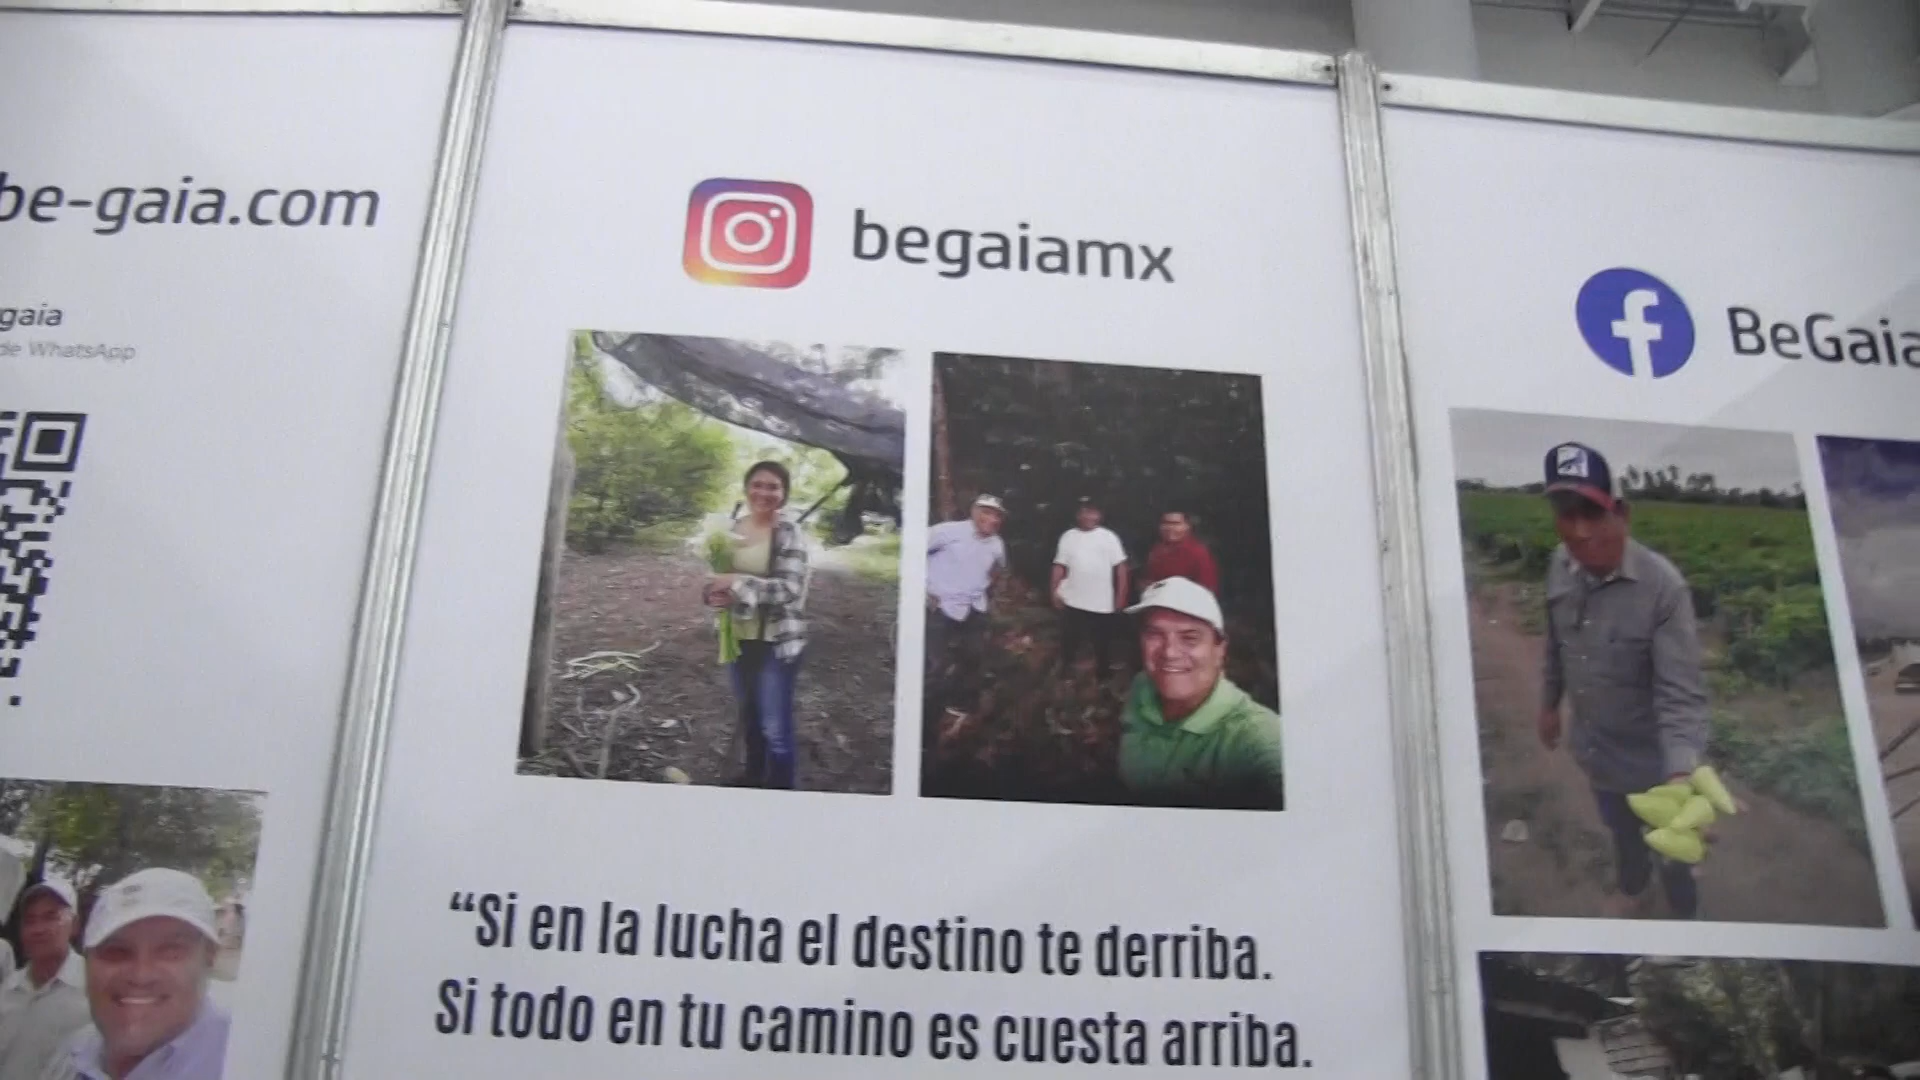 be-gaia.com
gaia
de WhatsApp
begaiamx
“Si en la lucha el destino te derriba.
Si todo en tu camino es cuesta arriba.
BeGaia